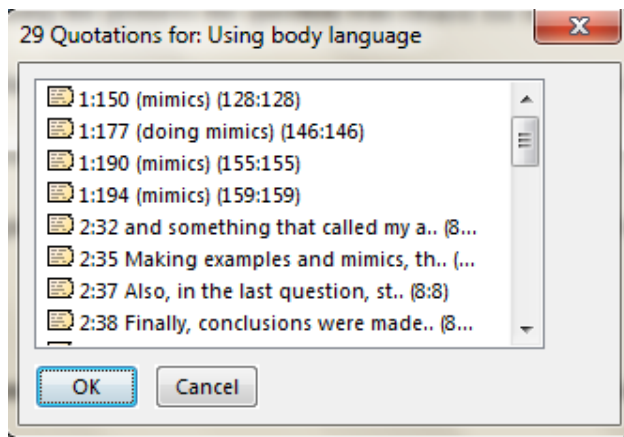 29 Quotations for: Using body language
1:150 (mimics) (128:128)
1:177 (doing mimics) (146:146)
1:190 (mimics) (155:155)
1:194 (mimics) (159:159)
2:32 and something that called my a.. (8...
2:35 Making examples and mimics, th.. (...
2:37 Also, in the last question, st.. (8:8)
2:38 Finally, conclusions were made.. (8...
OK
Cancel